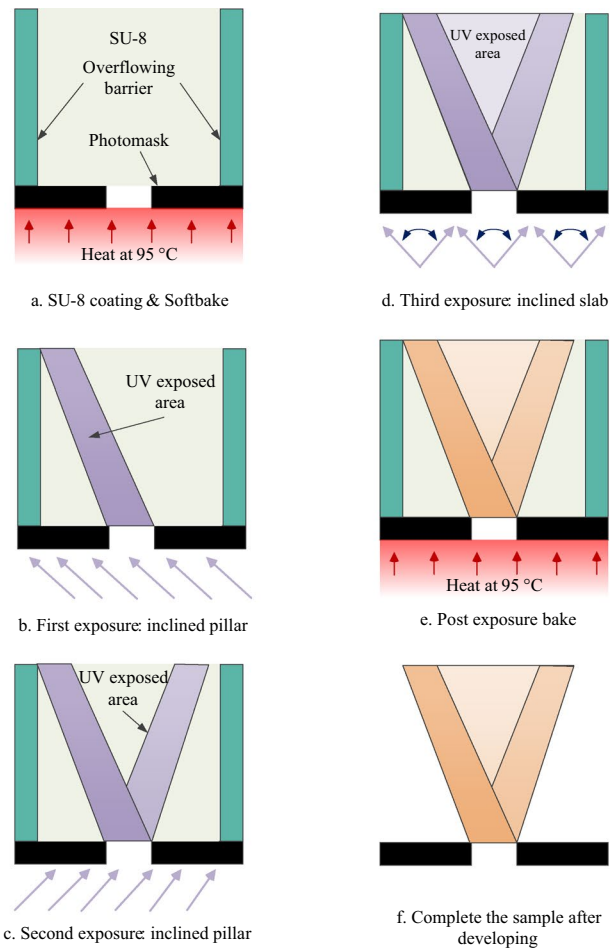 SU-8
Overflowing
barrier
Photomask
Heat at 95 °C
a. SU-8 coating & Softbake
UV exposed
area
b. First exposure: inclined pillar
UV exposed
area
c. Second exposure: inclined pillar
UV exposed
area
d. Third exposure: inclined slab
Heat at 95 °C
e. Post exposure bake
f. Complete the sample after
developing